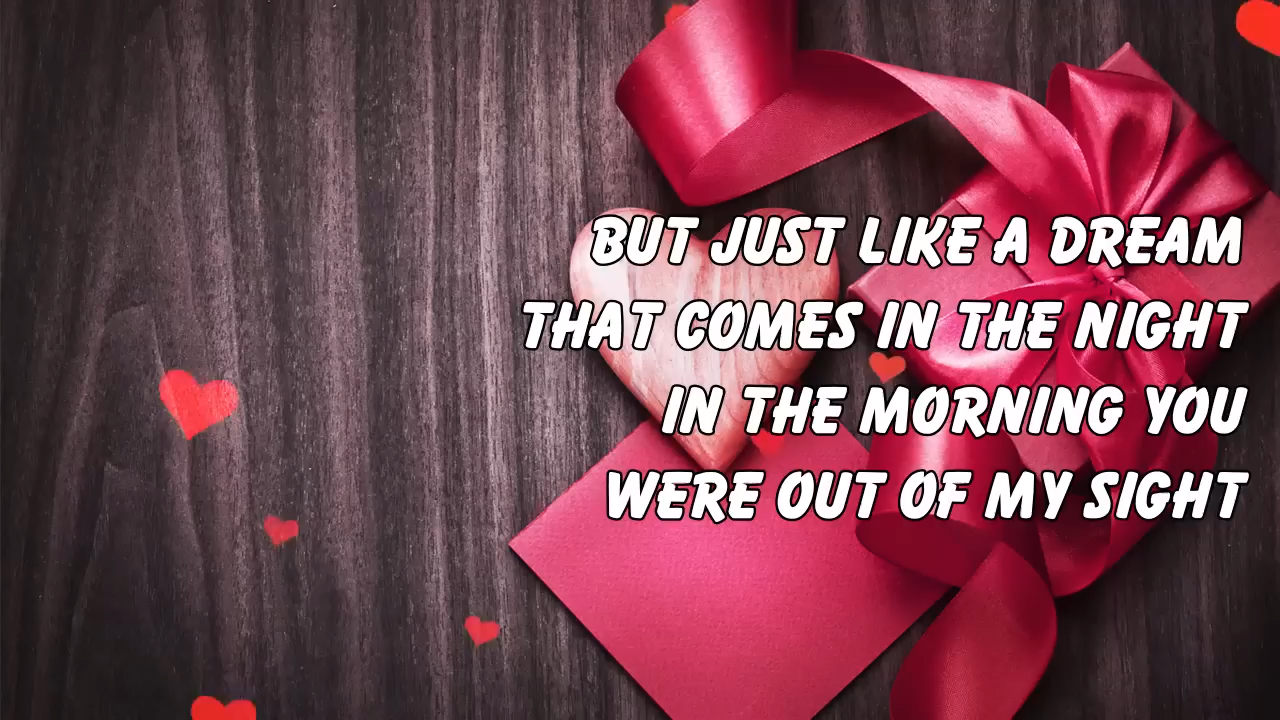 BUT JUST LIKE A DREAM
THAT COMES IN THE NIGHT
IN THE MORNING YOU
WERE OUT OF MY SIGHT